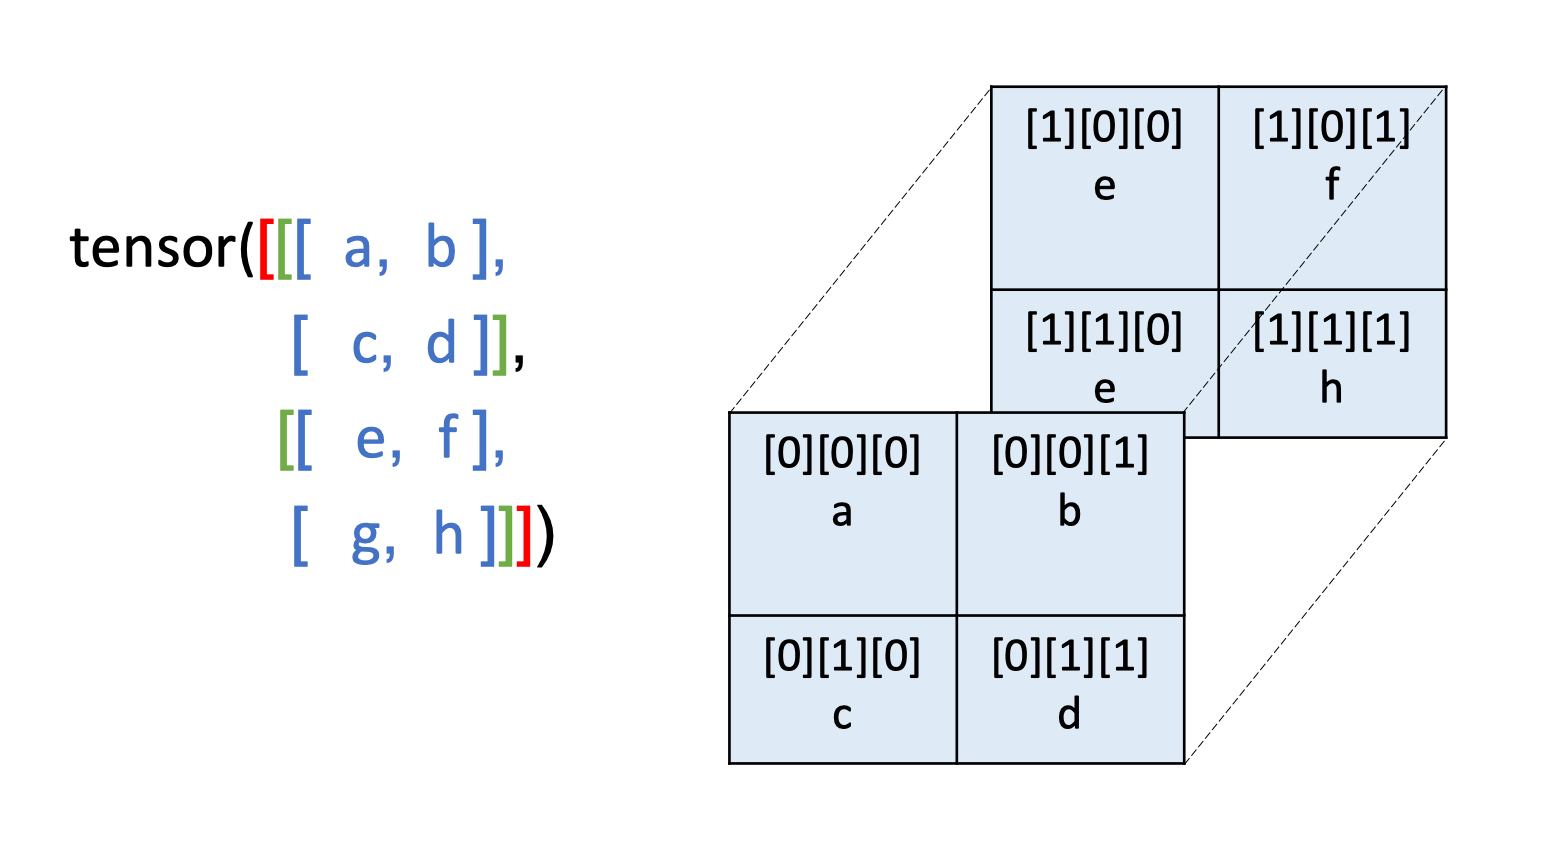 tensor([[[ a, b ],
[ c, d ]],
[[ e, f ],
[ g, h ]]])
[1][0][0] [1][0][1]
e f
[1][1][0] [1][1][1]
e h
[0][0][0] [0][0][1]
a b
[0][1][0] [0][1][1]
c d